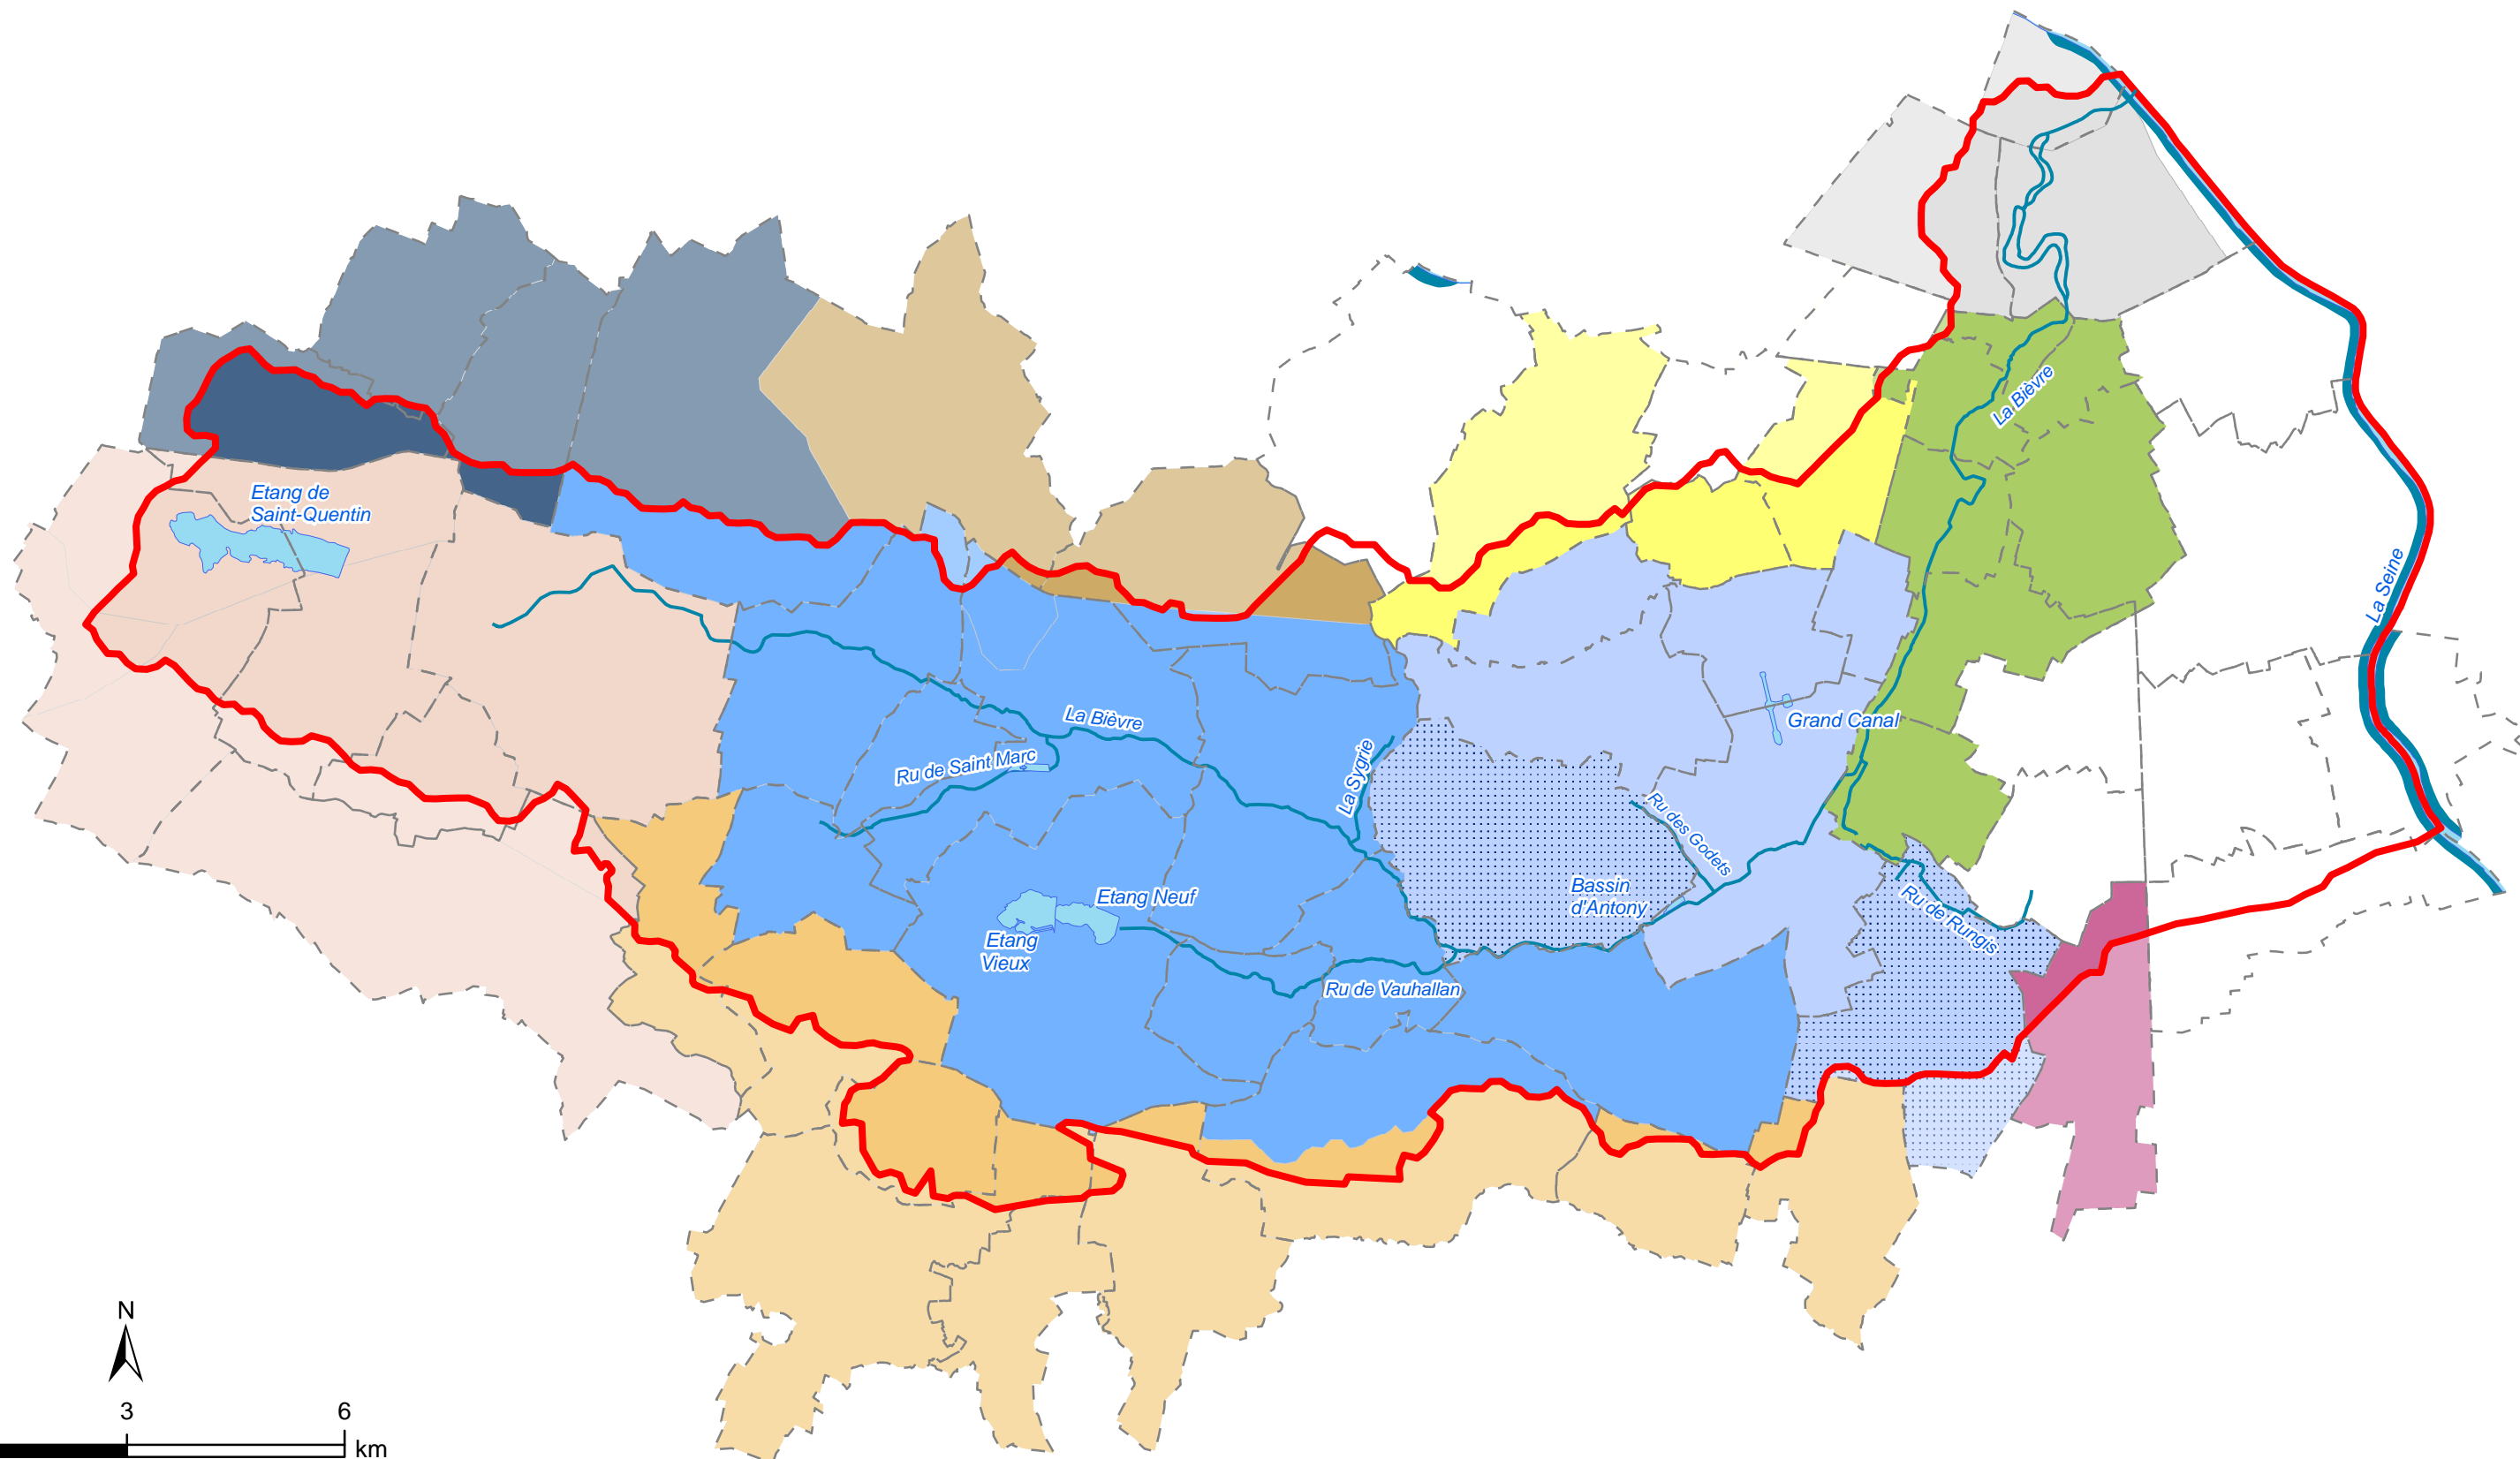 La Bièvre
Etang de
Saint-Quentin
La Seine
La Bièvre
Grand Canal
Ru de Saint Marc
La Sygrie
Ru des Godets
Bassin
d'Antony
Etang Neuf
Etang
Vieux
Ru de Rungis
Ru de Vauhallan
N
3 6
km